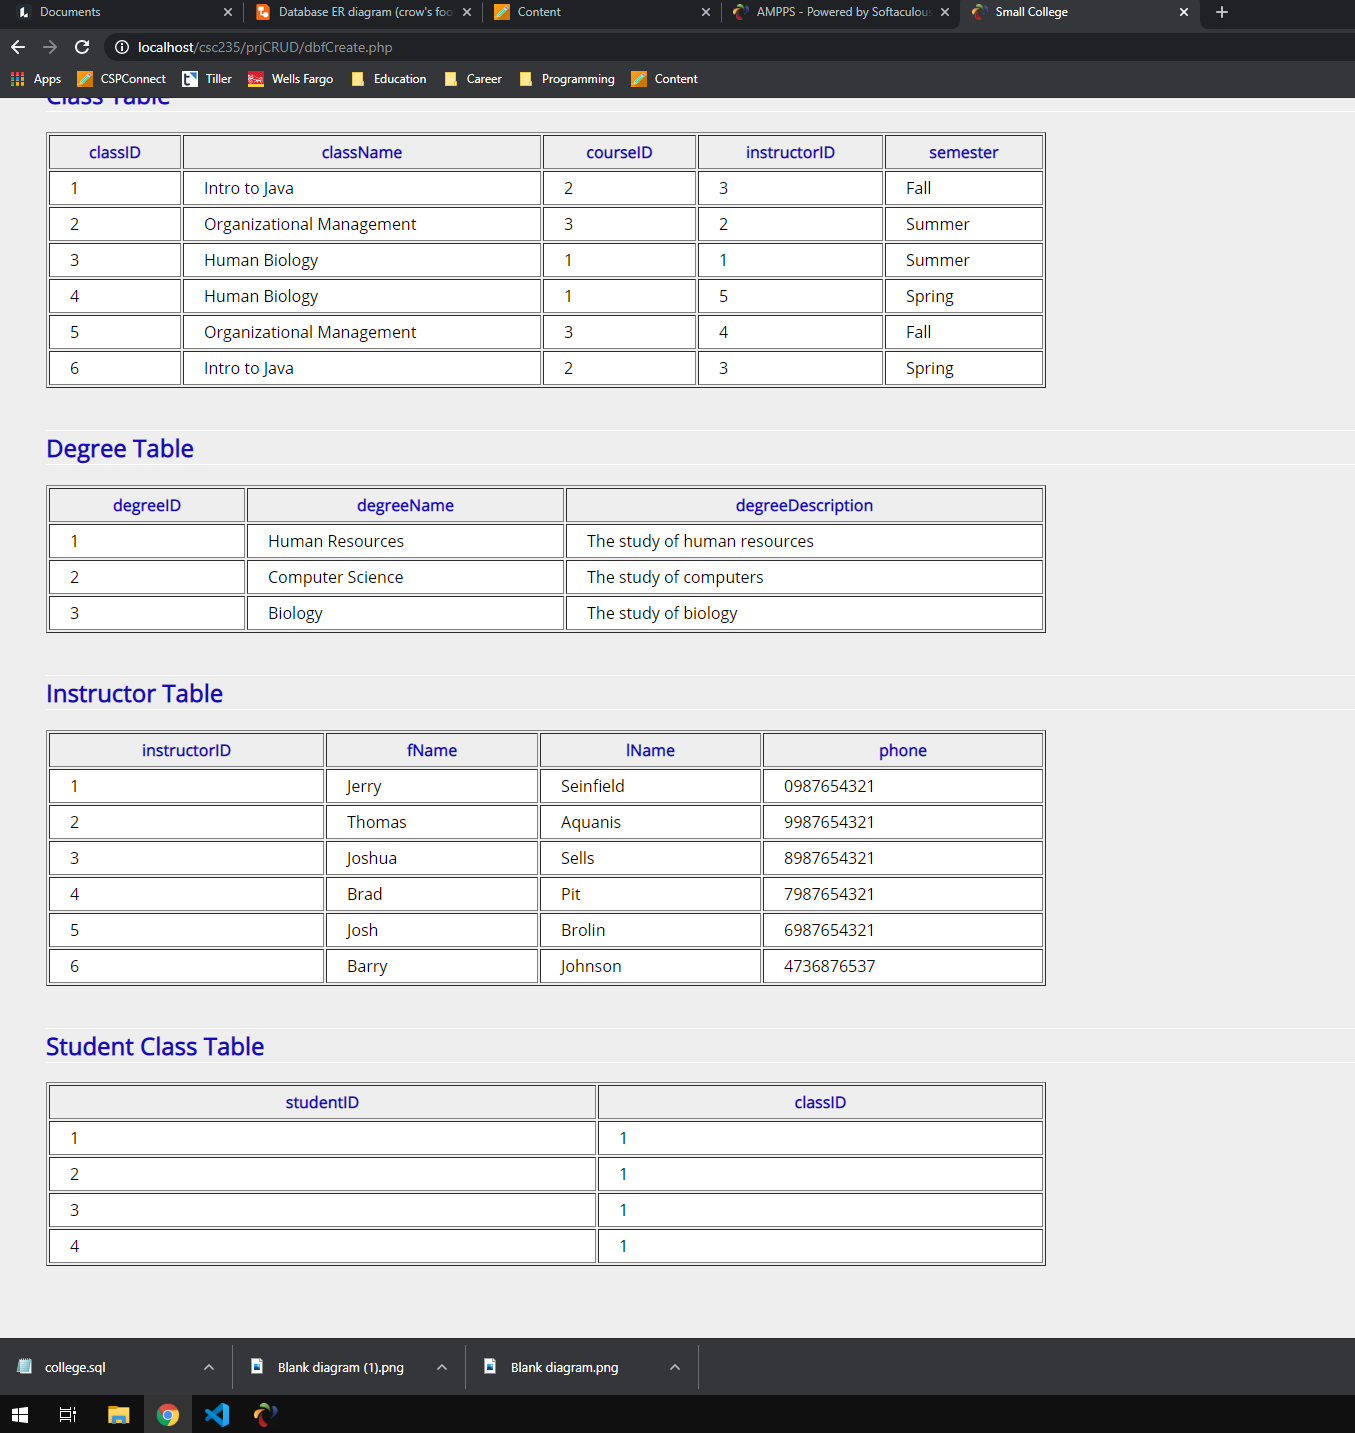 Documents
Database ER diagram (crow's foo
Content
AMPPS - Powered by Softaculous
Small College
localhost/csc235/prjCRUD/dbfCreate.php
Apps CSPConnect Tiller Wells Fargo Education Career Programming Content
Class Table
classID className courseID instructorID semester
1 Intro to Java 2 3 Fall
2 Organizational Management 3 2 Summer
3 Human Biology 1 1 Summer
4 Human Biology 1 5 Spring
5 Organizational Management 3 4 Fall
6 Intro to Java 2 3 Spring
Degree Table
degreeID degreeName degreeDescription
1 Human Resources The study of human resources
2 Computer Science The study of computers
3 Biology The study of biology
Instructor Table
instructorID fName lName phone
1 Jerry Seinfield 0987654321
2 Thomas Aquanis 9987654321
3 Joshua Sells 8987654321
4 Brad Pit 7987654321
5 Josh Brolin 6987654321
6 Barry Johnson 4736876537
Student Class Table
studentID classID
1 1
2 1
3 1
4 1
college.sql
Blank diagram (1).png
Blank diagram.png